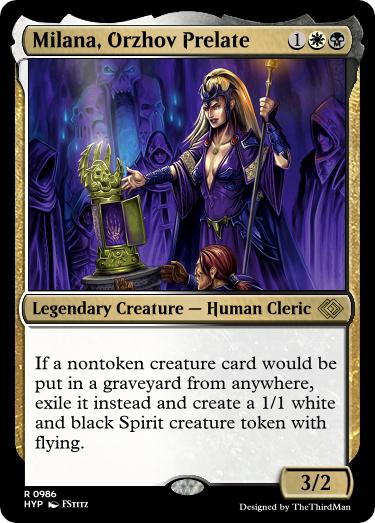 Milana, Orzhov Prelate 1
Legendary Creature — Human Cleric
If a nontoken creature card would be
put in a graveyard from anywhere,
exile it instead and create a 1/1 white
and black Spirit creature token with
flying.
3/2
R 0986
HYP FStitz
Designed by TheThirdMan